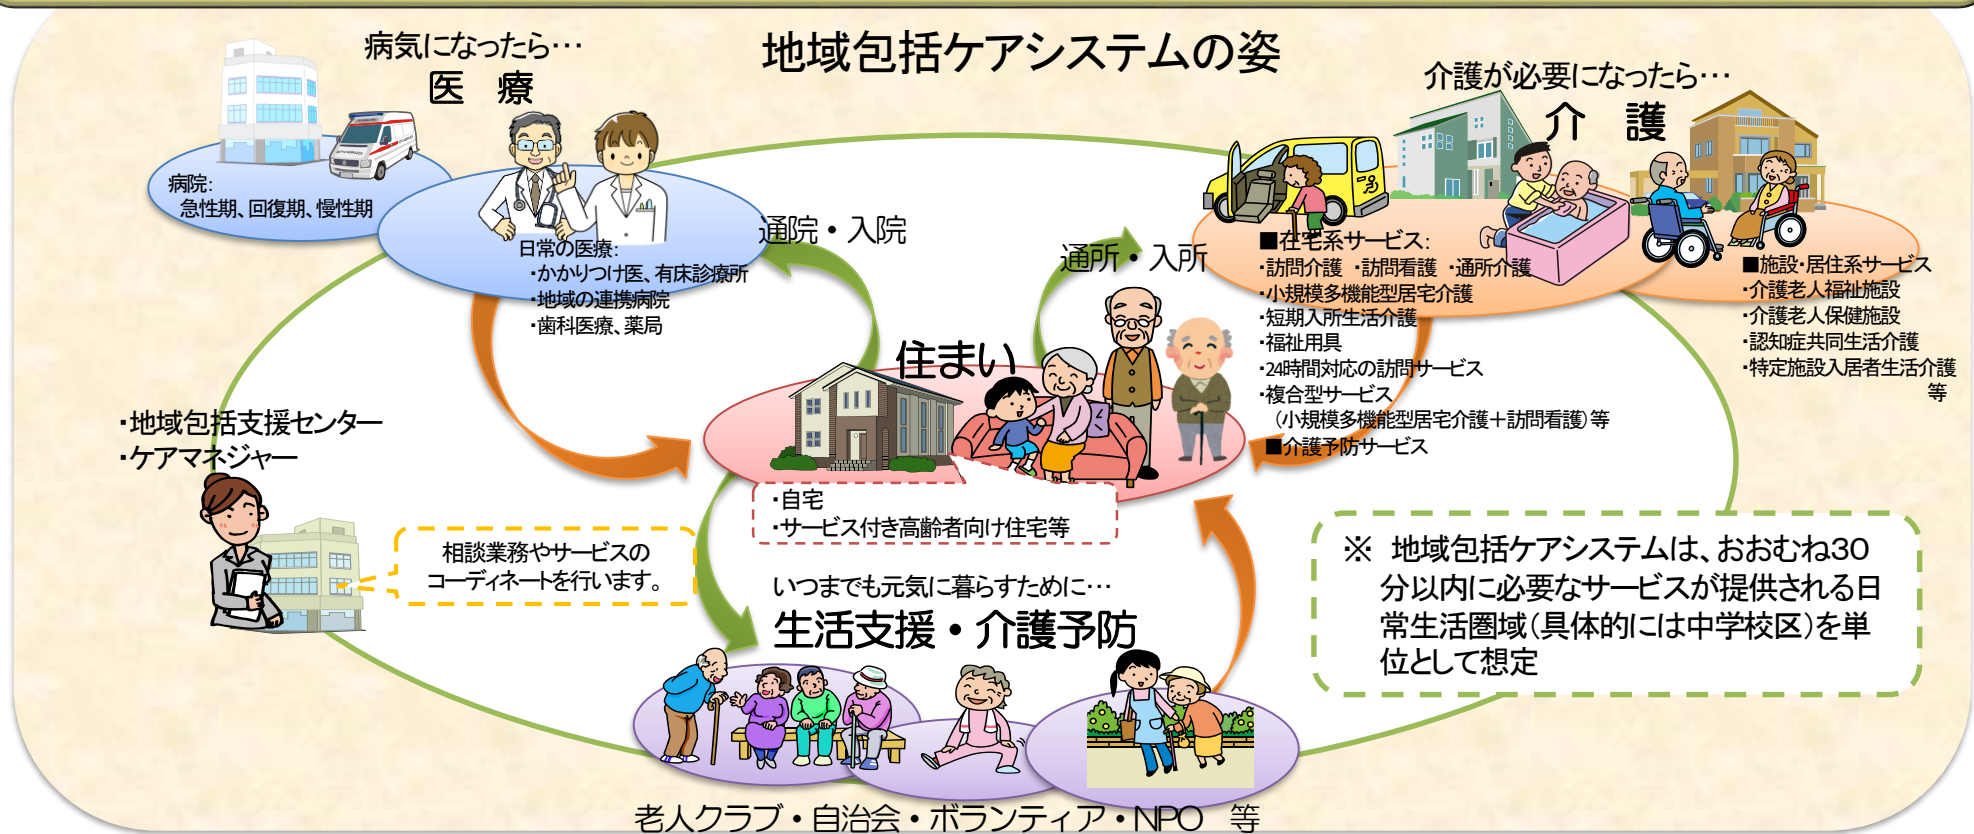 地域包括ケアシステムの姿
病気になったら…
医 療
病院:
急性期、回復期、慢性期
日常の医療:
・かかりつけ医、有床診療所
・地域の連携病院
・歯科医療、薬局
通院・入院
通所・入所
介護が必要になったら…
介 護
■在宅系サービス:
・訪問介護 ・訪問看護 ・通所介護
・小規模多機能型居宅介護
・短期入所生活介護
・福祉用具
・24時間対応の訪問サービス
・複合型サービス
(小規模多機能型居宅介護+訪問看護)等
■介護予防サービス
■施設・居住系サービス
・介護老人福祉施設
・介護老人保健施設
・認知症共同生活介護
・特定施設入居者生活介護
等
住まい
・自宅
・サービス付き高齢者向け住宅等
・地域包括支援センター
・ケアマネジャー
相談業務やサービスの
コーディネートを行います。
いつまでも元気に暮らすために…
生活支援・介護予防
老人クラブ・自治会・ボランティア・NPO 等
※ 地域包括ケアシステムは、おおむね30
分以内に必要なサービスが提供される日
常生活圏域(具体的には中学校区)を単
位として想定